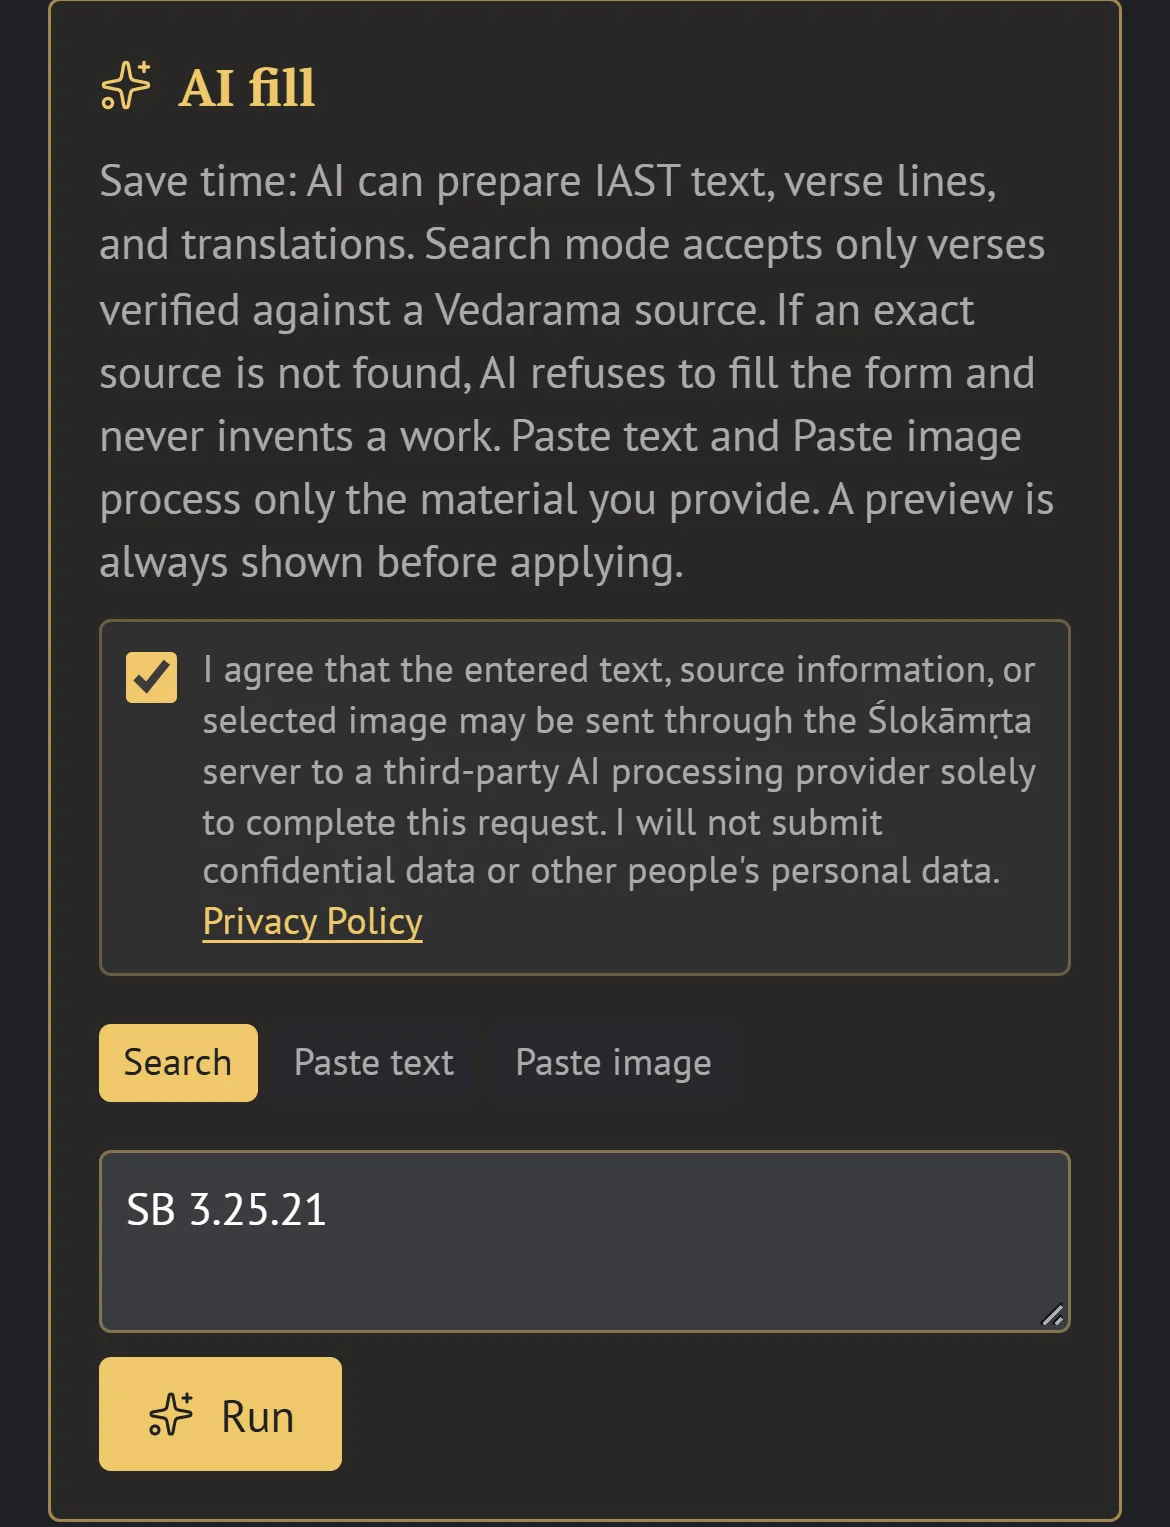 AI fill
Save time: AI can prepare IAST text, verse lines,
and translations. Search mode accepts only verses
verified against a Vedarama source. If an exact
source is not found, AI refuses to fill the form and
never invents a work. Paste text and Paste image
process only the material you provide. A preview is
always shown before applying.
I agree that the entered text, source information, or
selected image may be sent through the Ślokāmṛta
server to a third-party AI processing provider solely
to complete this request. I will not submit
confidential data or other people's personal data.
Privacy Policy
Search Paste text Paste image
SB 3.25.21
Run